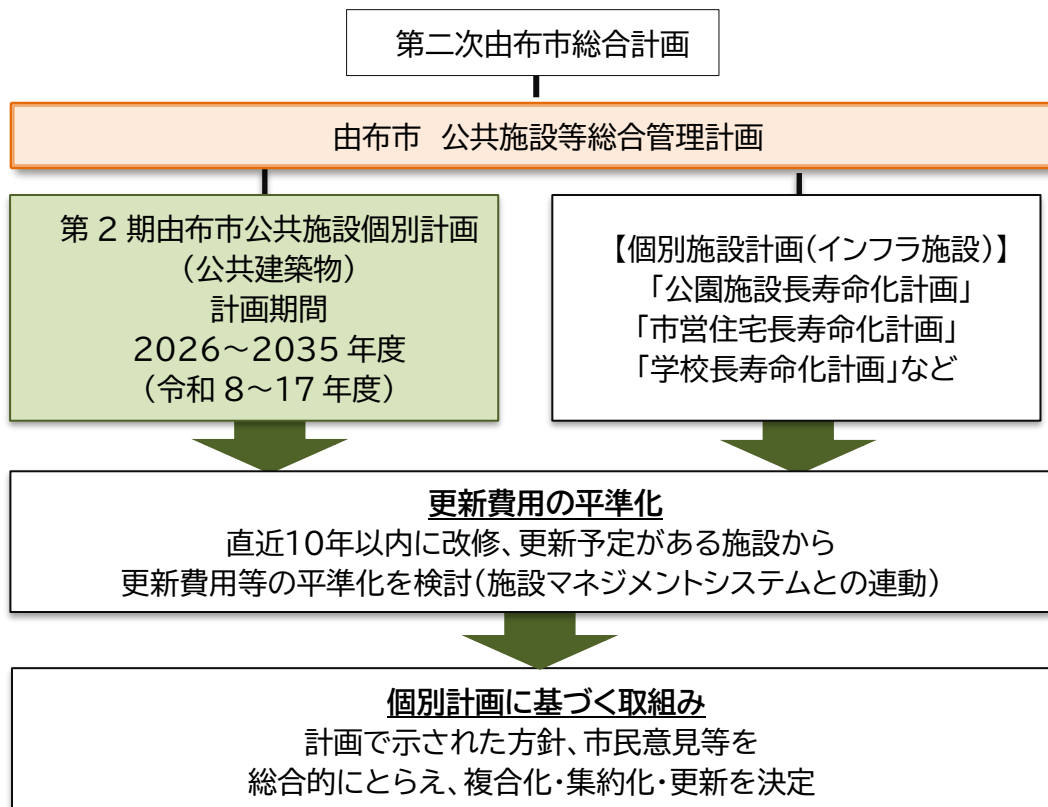 第二次由布市総合計画
由布市　公共施設等総合管理計画
第2期由布市公共施設個別計画
（公共建築物）
計画期間
2026～2035年度
（令和8～17年度）
【個別施設計画（インフラ施設）】
「公園施設長寿命化計画」
「市営住宅長寿命化計画」
「学校長寿命化計画」など
更新費用の平準化
直近10年以内に改修、更新予定がある施設から
更新費用等の平準化を検討（施設マネジメントシステムとの連動）
個別計画に基づく取組み
計画で示された方針、市民意見等を
総合的にとらえ、複合化・集約化・更新を決定